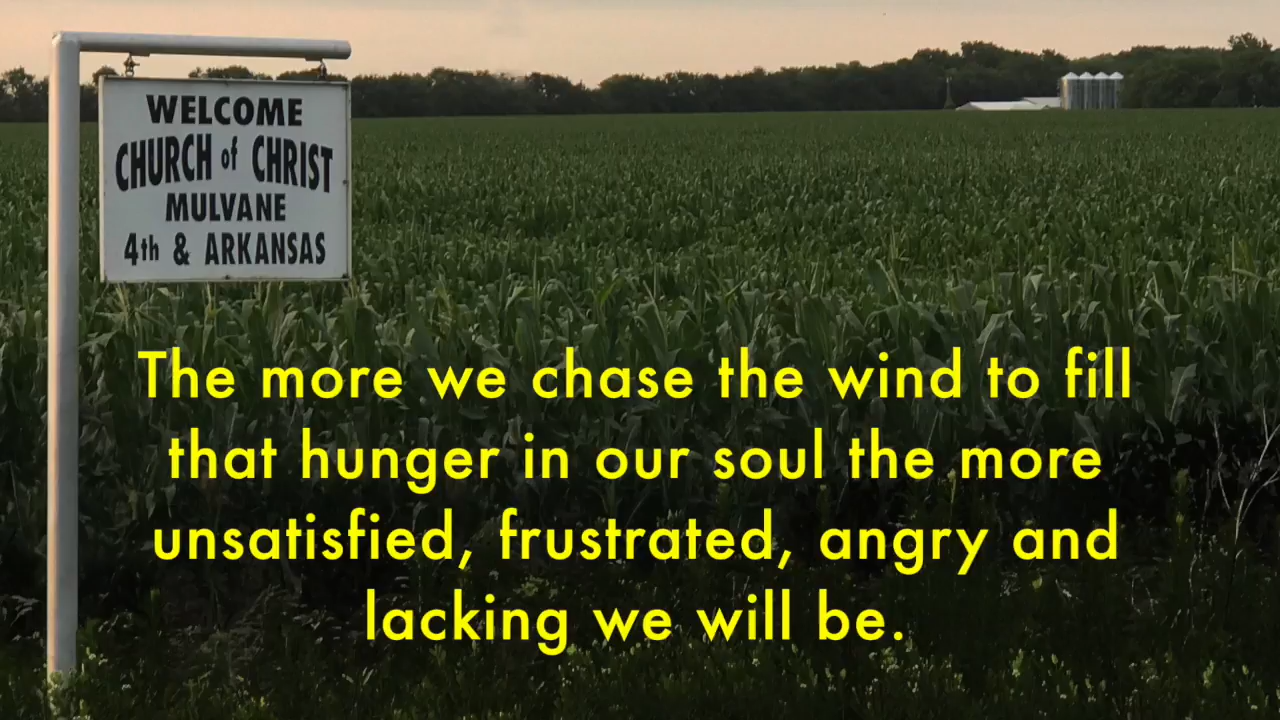 WELCOME
CHURCH of CHRIST
MULVANE
4th & ARKANSAS
The more we chase the wind to fill
that hunger in our soul the more
unsatisfied, frustrated, angry and
lacking we will be.